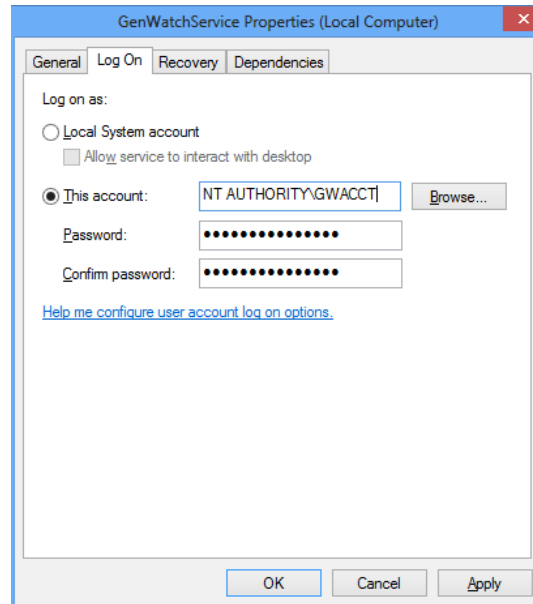 GenWatchService Properties (Local Computer)
General Log On Recovery Dependencies
Log on as:
Local System account
Allow service to interact with desktop
This account: NT AUTHORITY\GWACCT Browse...
Password: ●●●●●●●●●●●●●●●
Confirm password: ●●●●●●●●●●●●●●●
Help me configure user account log on options.
OK Cancel Apply